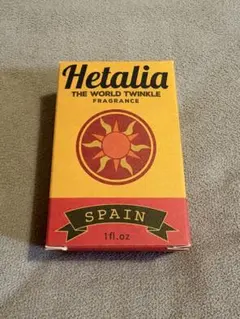 Hetalia
THE WORLD TWINKLE
FRAGRANCE
SPAIN
1fl.oz